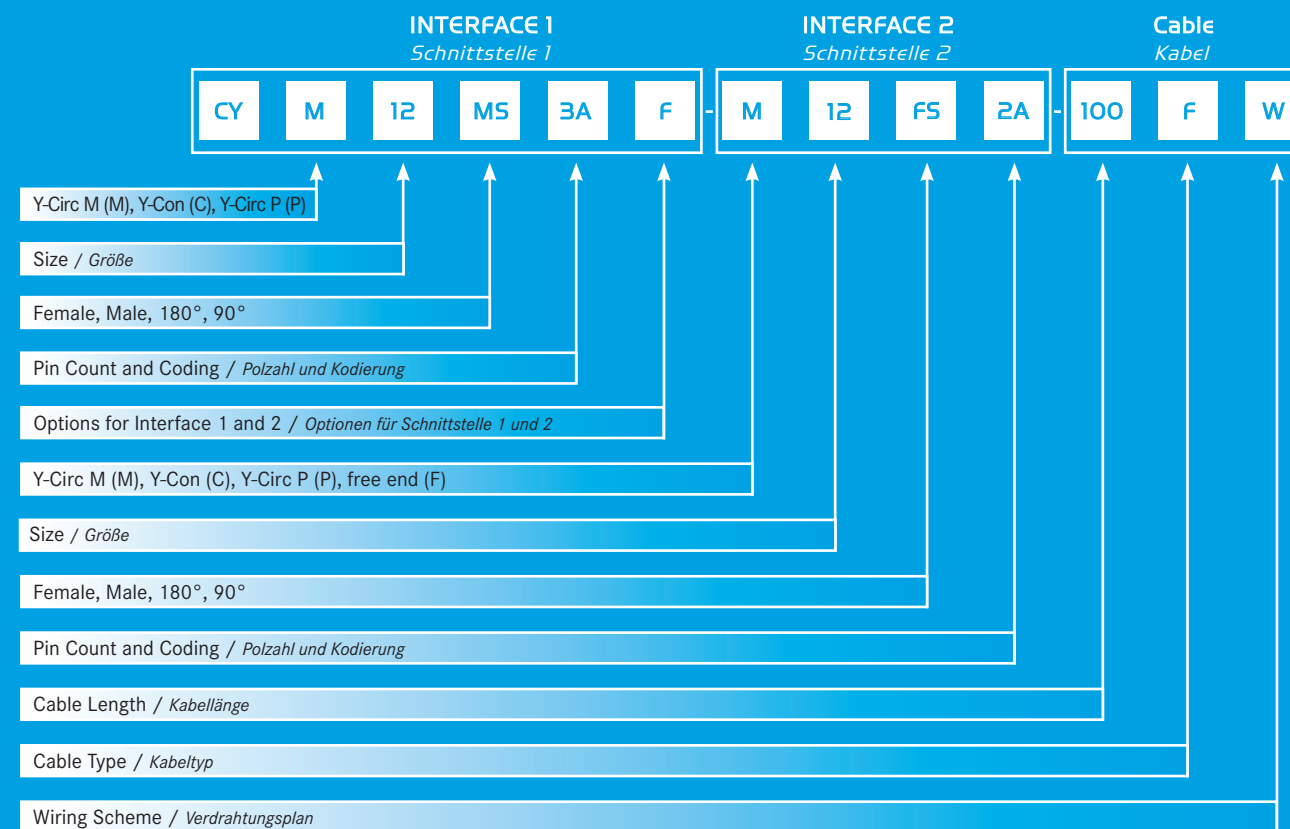 INTERFACE 1 INTERFACE 2 Cable
Schnittstelle 1 Schnittstelle 2 Kabel
CY M 12 MS 3A F - M 12 FS 2A - 100 F W
Y-Circ M (M), Y-Con (C), Y-Circ P (P)
Size / Größe
Female, Male, 180°, 90°
Pin Count and Coding / Polzahl und Kodierung
Options for Interface 1 and 2 / Optionen für Schnittstelle 1 und 2
Y-Circ M (M), Y-Con (C), Y-Circ P (P), free end (F)
Size / Größe
Female, Male, 180°, 90°
Pin Count and Coding / Polzahl und Kodierung
Cable Length / Kabellänge
Cable Type / Kabeltyp
Wiring Scheme / Verdrahtungsplan